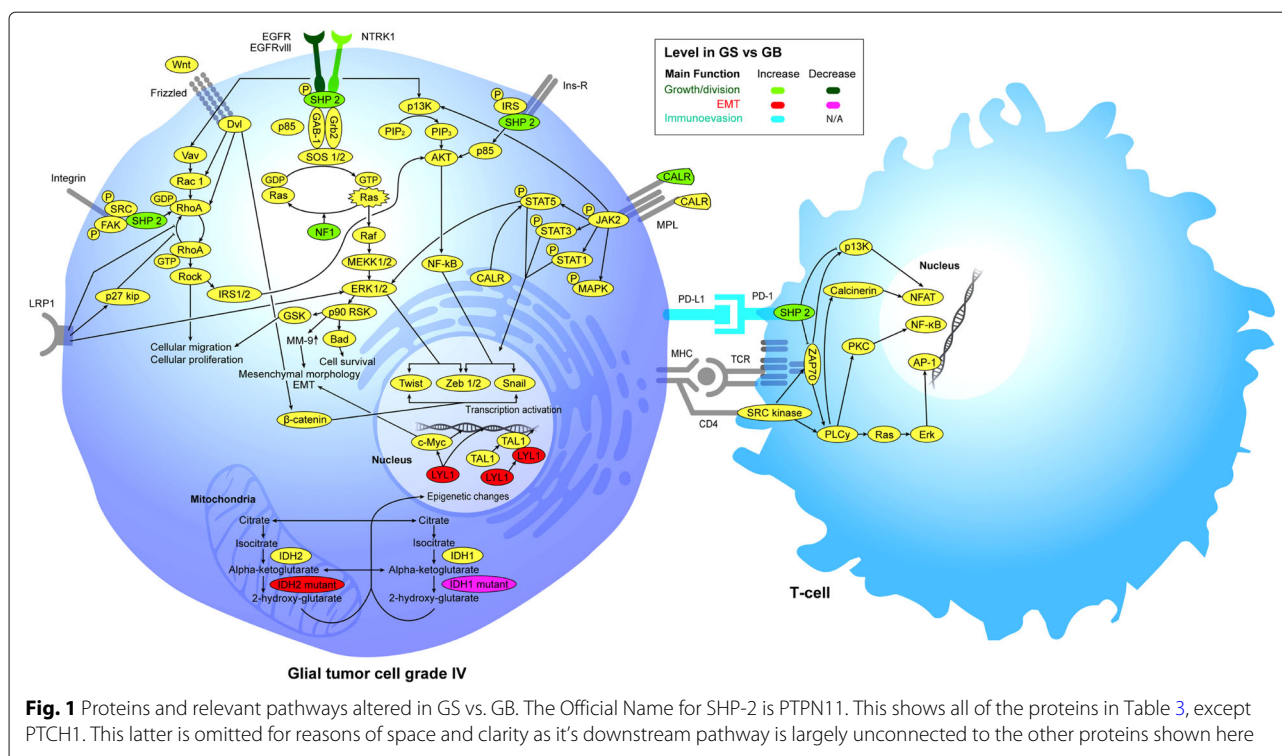 EGFR
EGFRvIII
NTRK1
Wnt
Frizzled
P
SHP 2
GAB-1
Grb2
p85
SOS 1/2
GDP
GTP
Ras
Ras
NF1
Raf
MEKK1/2
ERK1/2
p90 RSK
GSK
Bad
MM-9
Cell survival
Mesenchymal morphology
EMT
Dvl
Vav
Rac 1
GDP
RhoA
RhoA
GTP
Rock
IRS1/2
Integrin
P
SRC
FAK
P
SHP 2
p27 kip
LRP1
Cellular migration
Cellular proliferation
p13K
PIP2
PIP3
AKT
p85
P
IRS
SHP 2
Ins-R
NF-kB
P
STAT5
P
STAT3
P
STAT1
P
MAPK
P
JAK2
CALR
CALR
CALR
MPL
Twist
Zeb 1/2
Snail
Transcription activation
β-catenin
c-Myc
TAL1
TAL1
LYL1
LYL1
LYL1
Nucleus
Epigenetic changes
Mitochondria
Citrate
Citrate
Isocitrate
Isocitrate
IDH2
IDH1
Alpha-ketoglutarate
Alpha-ketoglutarate
IDH2 mutant
IDH1 mutant
2-hydroxy-glutarate
2-hydroxy-glutarate
Glial tumor cell grade IV
Level in GS vs GB
Main Function Increase Decrease
Growth/division
EMT
Immunoevasion N/A
PD-L1
PD-1
SHP 2
MHC
TCR
CD4
ZAP70
SRC kinase
p13K
Calcinerin
PKC
PLCy
Ras
Erk
Nucleus
NFAT
NF-κB
AP-1
T-cell
Fig. 1 Proteins and relevant pathways altered in GS vs. GB. The Official Name for SHP-2 is PTPN11. This shows all of the proteins in Table 3, except
PTCH1. This latter is omitted for reasons of space and clarity as it's downstream pathway is largely unconnected to the other proteins shown here